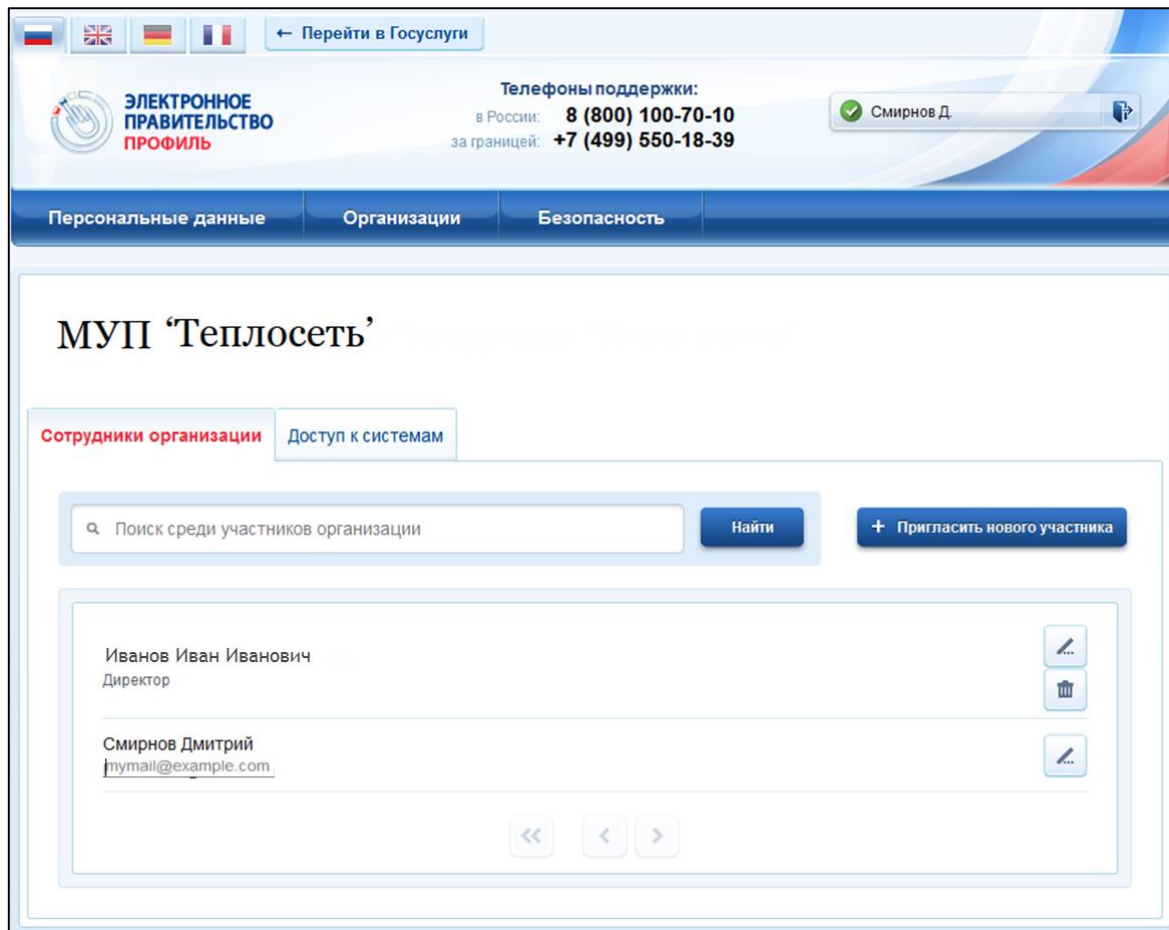 ← Перейти в Госуслуги
ЭЛЕКТРОННОЕ
ПРАВИТЕЛЬСТВО
ПРОФИЛЬ
Телефоны поддержки:
в России: 8 (800) 100-70-10
за границей: +7 (499) 550-18-39
Смирнов Д.
Персональные данные Организации Безопасность
МУП ‘Теплосеть’
Сотрудники организации Доступ к системам
Поиск среди участников организации Найти + Пригласить нового участника
Иванов Иван Иванович
Директор
Смирнов Дмитрий
mymail@example.com